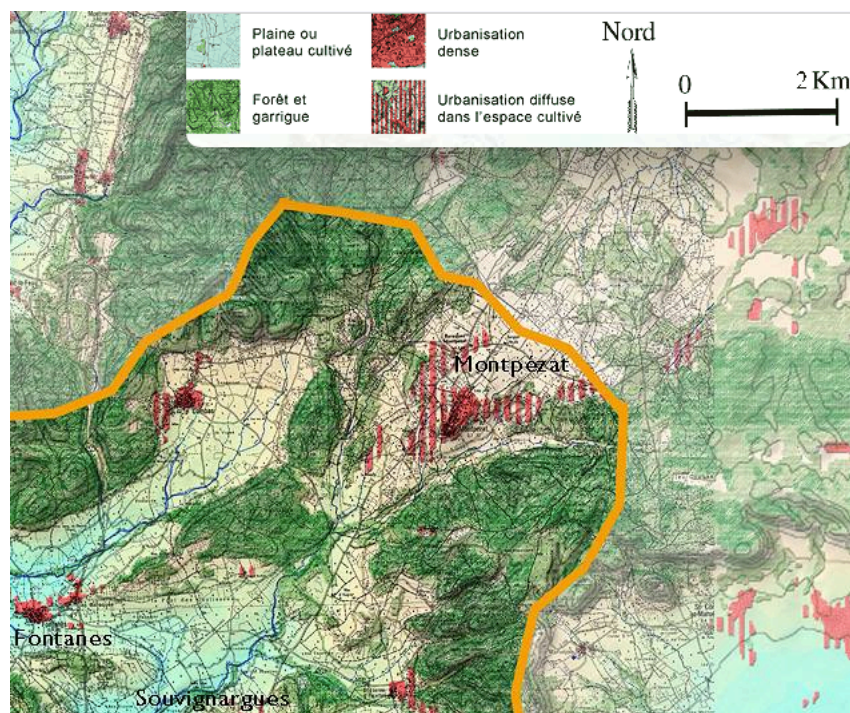 Plaine ou
plateau cultivé
Urbanisation
dense
Nord
Forêt et
garrigue
Urbanisation diffuse
dans l'espace cultivé
0
2 Km
Montpézat
Fontanes
Souvignargues